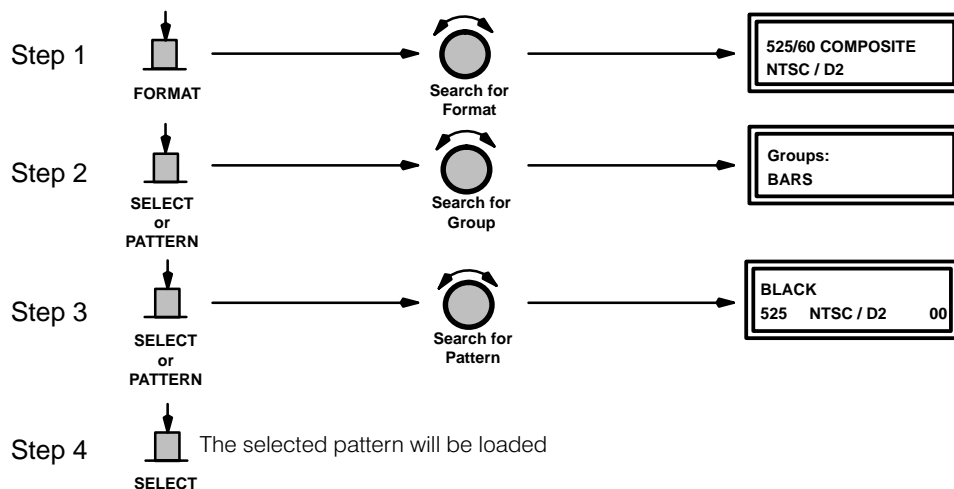 Step 1
FORMAT
Search for
Format
525/60 COMPOSITE
NTSC / D2
Step 2
SELECT
or
PATTERN
Search for
Group
Groups:
BARS
Step 3
SELECT
or
PATTERN
Search for
Pattern
BLACK
525 NTSC / D2 00
Step 4
The selected pattern will be loaded
SELECT